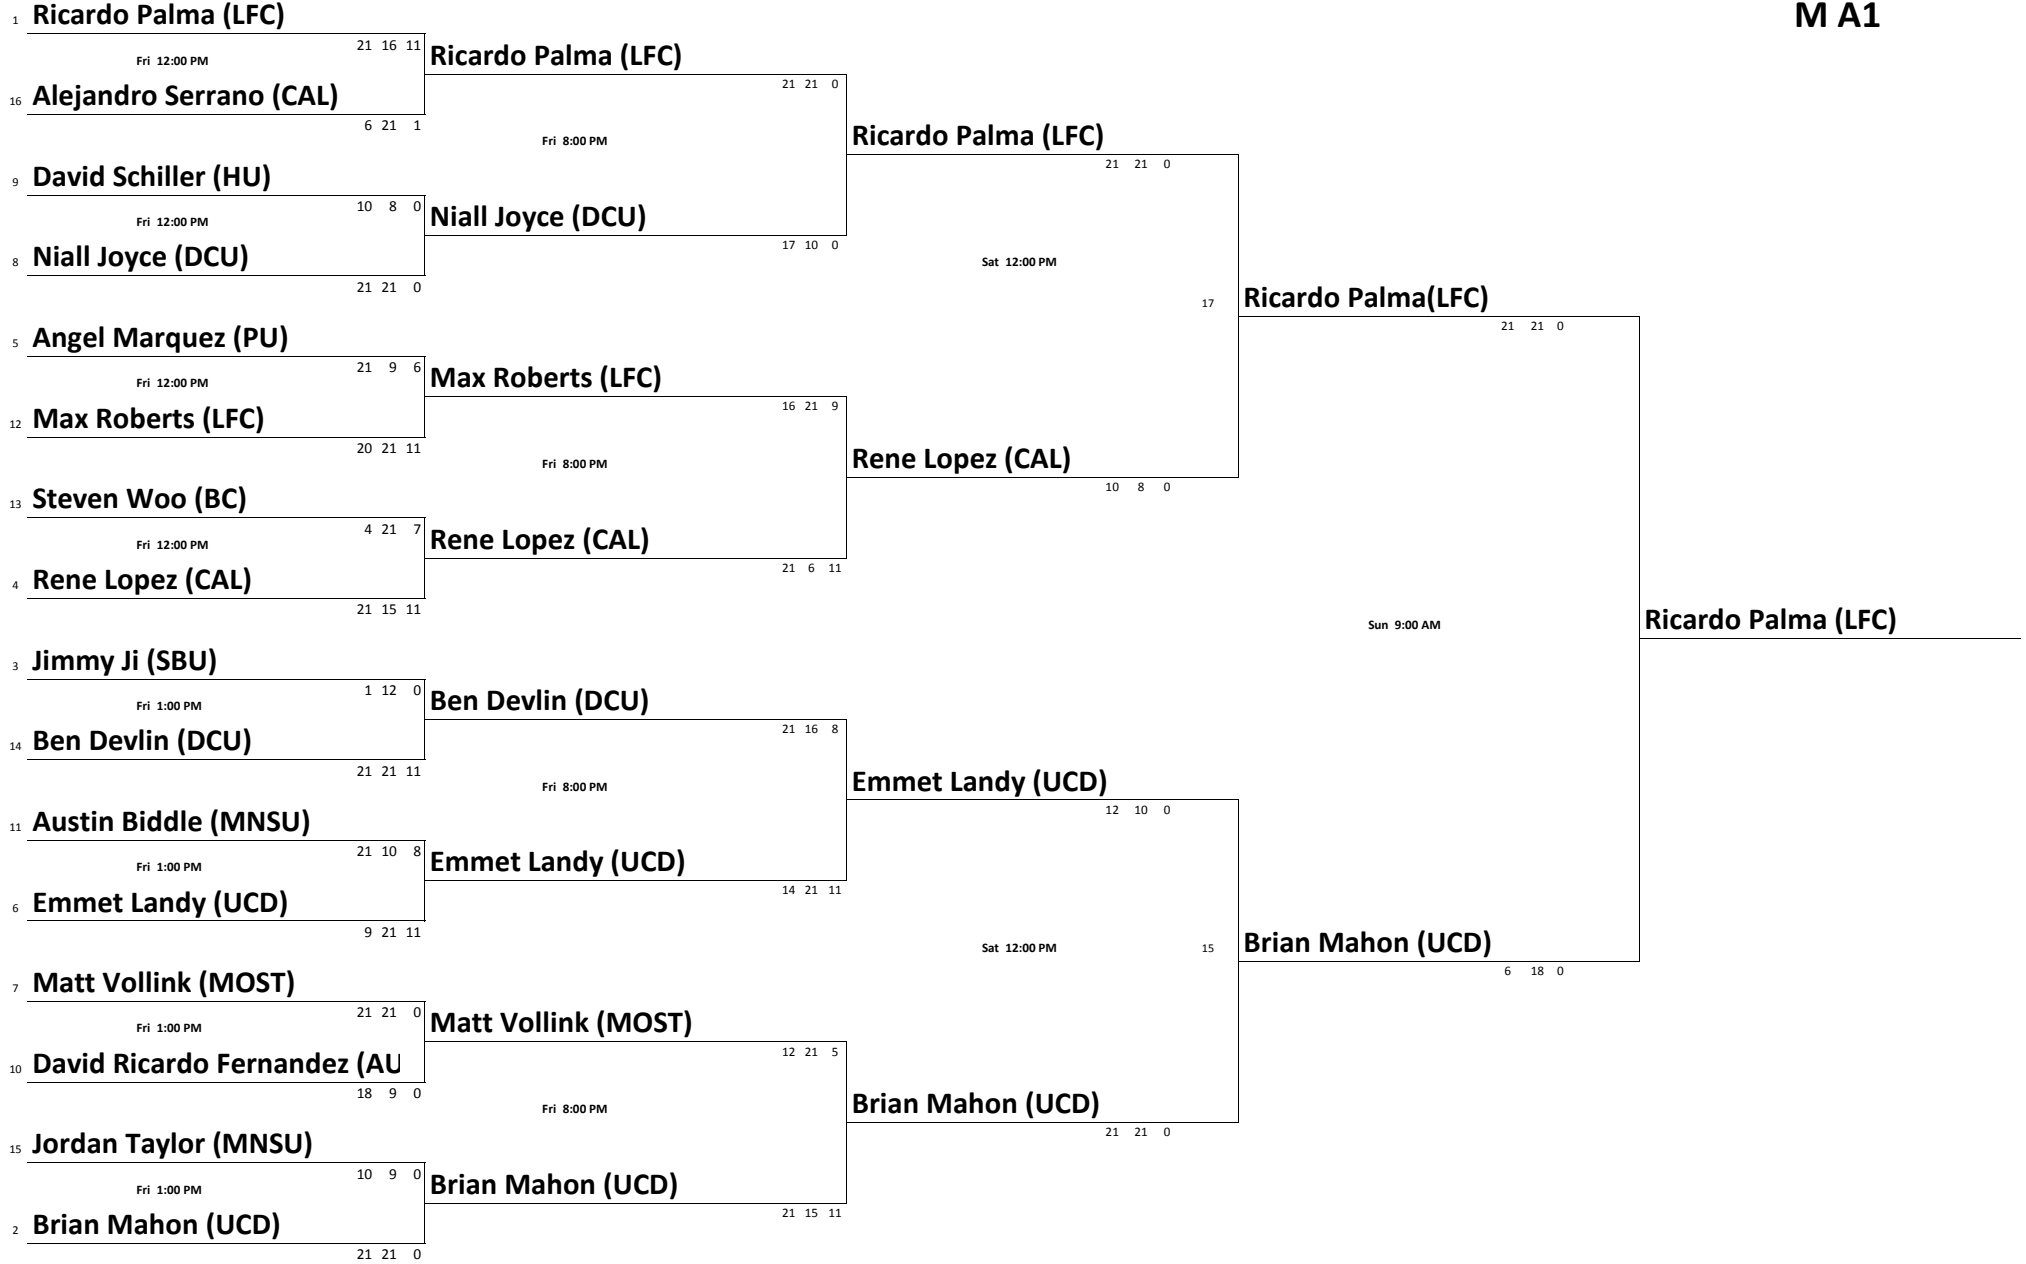 M A1
1 Ricardo Palma (LFC)
21 16 11
Fri 12:00 PM
16 Alejandro Serrano (CAL)
6 21 1
9 David Schiller (HU)
10 8 0
Fri 12:00 PM
8 Niall Joyce (DCU)
21 21 0
5 Angel Marquez (PU)
21 9 6
Fri 12:00 PM
12 Max Roberts (LFC)
20 21 11
13 Steven Woo (BC)
4 21 7
Fri 12:00 PM
4 Rene Lopez (CAL)
21 15 11
3 Jimmy Ji (SBU)
1 12 0
Fri 1:00 PM
14 Ben Devlin (DCU)
21 21 11
11 Austin Biddle (MNSU)
21 10 8
Fri 1:00 PM
6 Emmet Landy (UCD)
9 21 11
7 Matt Vollink (MOST)
21 21 0
Fri 1:00 PM
10 David Ricardo Fernandez (AU
18 9 0
15 Jordan Taylor (MNSU)
10 9 0
Fri 1:00 PM
2 Brian Mahon (UCD)
21 21 0
Ricardo Palma (LFC)
21 21 0
Fri 8:00 PM
Niall Joyce (DCU)
17 10 0
Max Roberts (LFC)
16 21 9
Fri 8:00 PM
Rene Lopez (CAL)
21 6 11
Ben Devlin (DCU)
21 16 8
Fri 8:00 PM
Emmet Landy (UCD)
14 21 11
Matt Vollink (MOST)
12 21 5
Fri 8:00 PM
Brian Mahon (UCD)
21 15 11
Ricardo Palma (LFC)
21 21 0
Sat 12:00 PM
17
Rene Lopez (CAL)
10 8 0
Emmet Landy (UCD)
12 10 0
Sat 12:00 PM
15
Brian Mahon (UCD)
21 21 0
Ricardo Palma(LFC)
21 21 0
Sun 9:00 AM
Brian Mahon (UCD)
6 18 0
Ricardo Palma (LFC)